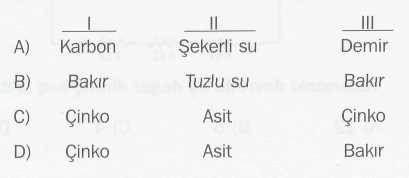 I II III
A) Karbon Şekerli su Demir
B) Bakır Tuzlu su Bakır
C) Çinko Asit Çinko
D) Çinko Asit Bakır